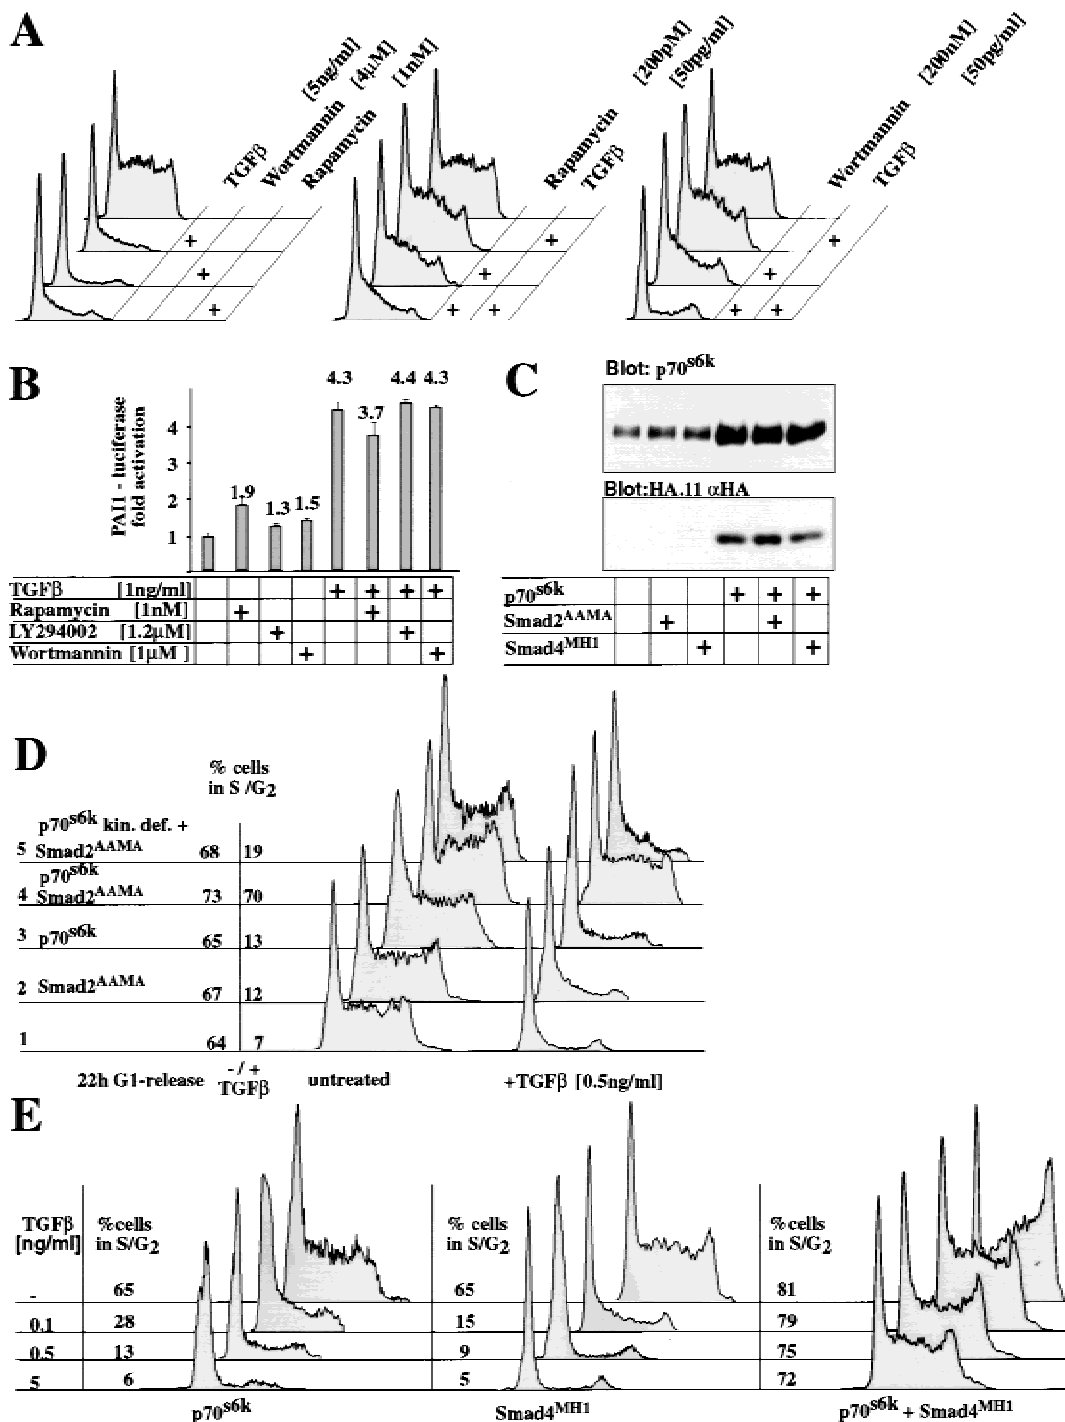 A
TGFβ [5ng/ml]
Wortmannin [4µM]
Rapamycin [1nM]
+
+
+
Rapamycin [200pM]
TGFβ [50pg/ml]
+
+
+ +
Wortmannin [200nM]
TGFβ [50pg/ml]
+
+
+ +
B
PAI1 - luciferase
fold activation
4
3
2
1
1.9
1.3
1.5
4.3
3.7
4.4
4.3
TGFβ [1ng/ml] + + + +
Rapamycin [1nM] + +
LY294002 [1.2µM] + +
Wortmannin [1µM ] + +
C
Blot: p70s6k
Blot:HA.11 αHA
p70s6k + + +
Smad2AAMA + +
Smad4MH1 + +
D
% cells
in S /G2
p70s6k kin. def. +
5 Smad2AAMA 68 19
p70s6k
4 Smad2AAMA 73 70
3 p70s6k 65 13
2 Smad2AAMA 67 12
1 64 7
22h G1-release - / + TGFβ untreated +TGFβ [0.5ng/ml]
E
TGFβ [ng/ml] %cells in S/G2 % cells in S/G2 %cells in S/G2
- 65 65 81
0.1 28 15 79
0.5 13 9 75
5 6 5 72
p70s6k Smad4MH1 p70s6k + Smad4MH1